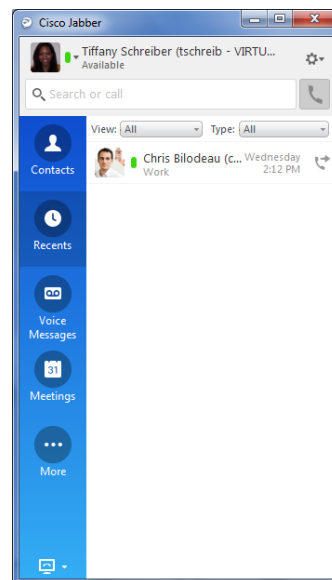 Cisco Jabber
Tiffany Schreiber (tschreib - VIRTU...
Available
Search or call
View: All Type: All
Contacts
Chris Bilodeau (c... Wednesday
Work 2:12 PM
Recents
Voice
Messages
31
Meetings
More